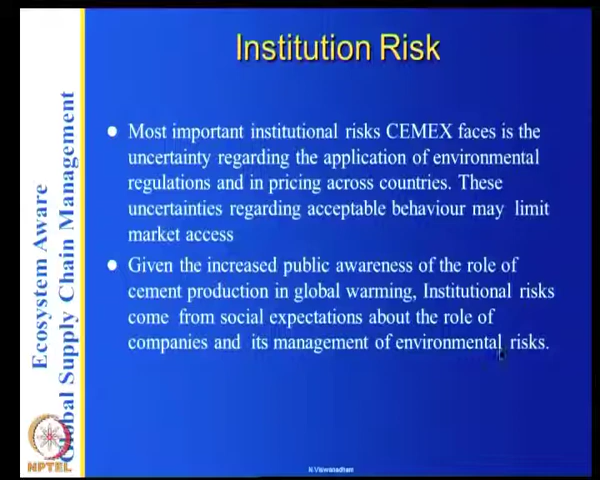 Institution Risk
Most important institutional risks CEMEX faces is the
uncertainty regarding the application of environmental
regulations and in pricing across countries. These
uncertainties regarding acceptable behaviour may limit
market access
Given the increased public awareness of the role of
cement production in global warming, Institutional risks
come from social expectations about the role of
companies and its management of environmental risks.
Ecosystem Aware
Global Supply Chain Management
NPTEL
N.Viswanadham